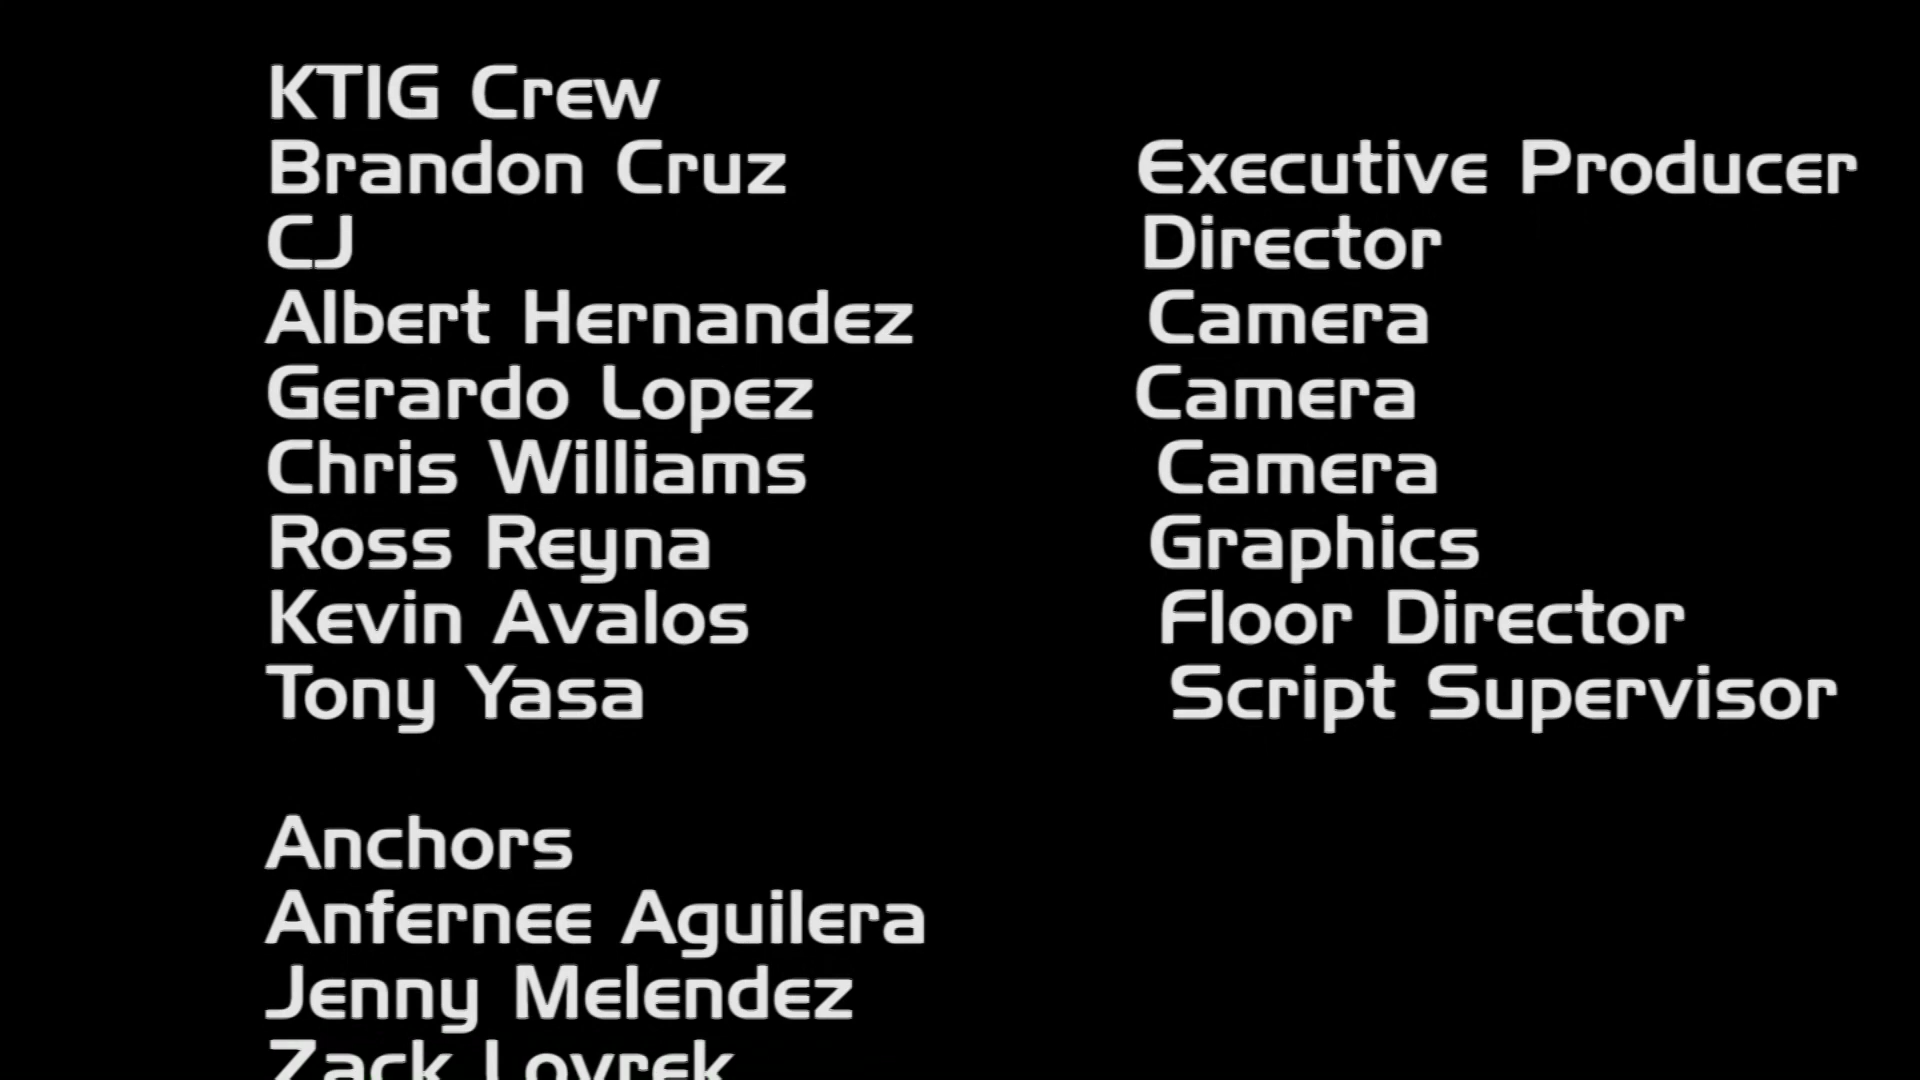 KTIG Crew
Brandon Cruz Executive Producer
CJ Director
Albert Hernandez Camera
Gerardo Lopez Camera
Chris Williams Camera
Ross Reyna Graphics
Kevin Avalos Floor Director
Tony Yasa Script Supervisor
Anchors
Anfernee Aguilera
Jenny Melendez
Zack Lovrek